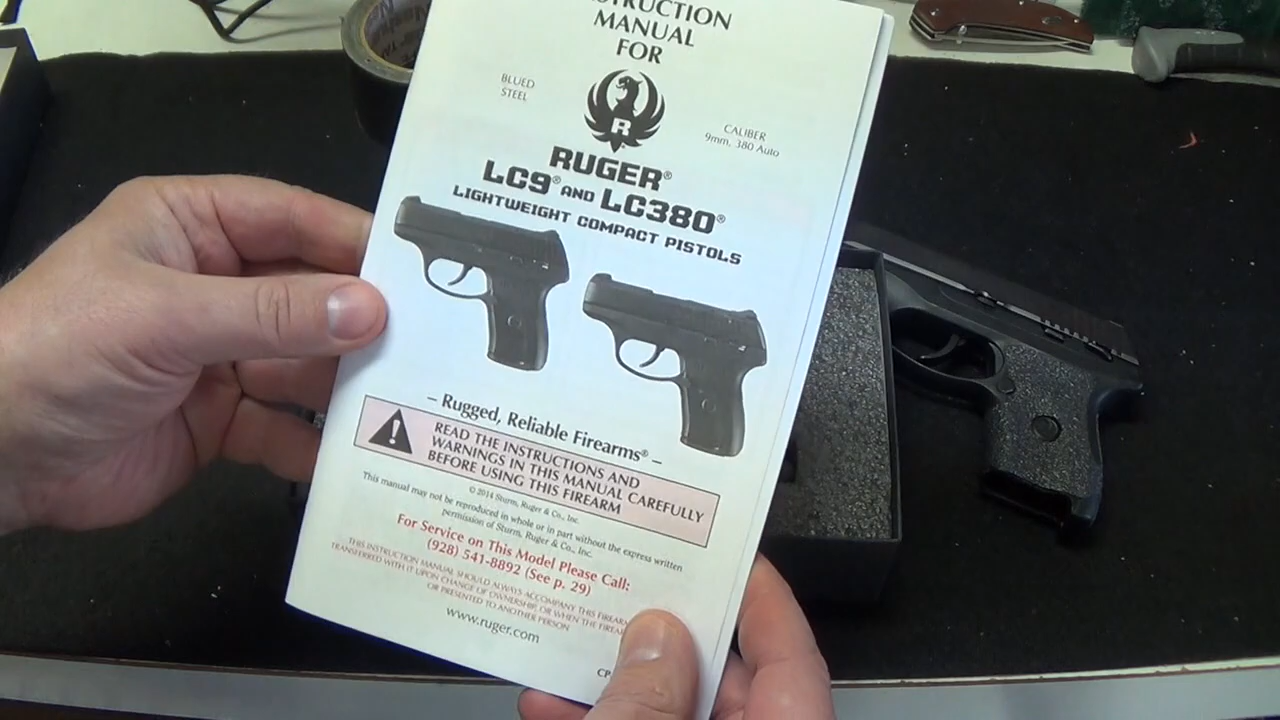 INSTRUCTION
MANUAL
FOR
BLUED
STEEL
CALIBER
9mm, 380 Auto
R
RUGER®
LC9® AND LC380®
LIGHTWEIGHT COMPACT PISTOLS
– Rugged, Reliable Firearms® –
READ THE INSTRUCTIONS AND
WARNINGS IN THIS MANUAL CAREFULLY
BEFORE USING THIS FIREARM
© 2014 Sturm, Ruger & Co., Inc.
This manual may not be reproduced in whole or in part without the express written
permission of Sturm, Ruger & Co., Inc.
For Service on This Model Please Call:
(928) 541-8892 (See p. 29)
THIS INSTRUCTION MANUAL SHOULD ALWAYS ACCOMPANY THIS FIREARM
TRANSFERRED WITH IT UPON CHANGE OF OWNERSHIP, OR WHEN THE
OR PRESENTED TO ANOTHER PERSON
www.ruger.com
CP